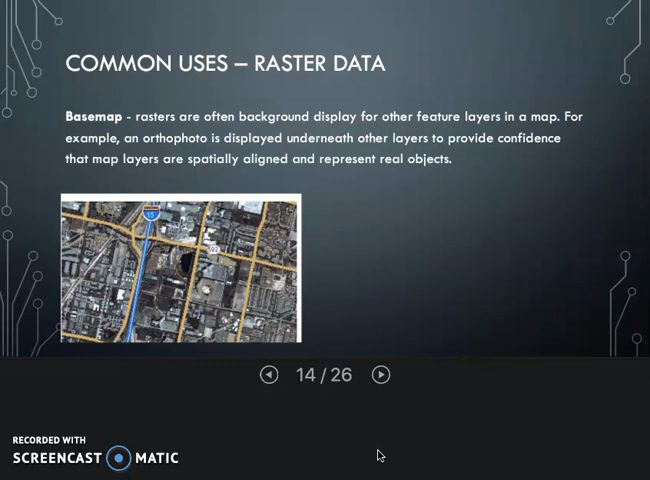 COMMON USES – RASTER DATA
Basemap - rasters are often background display for other feature layers in a map. For
example, an orthophoto is displayed underneath other layers to provide confidence
that map layers are spatially aligned and represent real objects.
15
14 / 26
RECORDED WITH
SCREENCAST MATIC